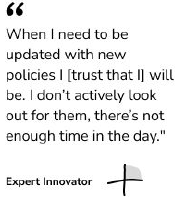 “
When I need to be
updated with new
policies I [trust that I] will
be. I don't actively look
out for them, there's not
enough time in the day."
Expert Innovator